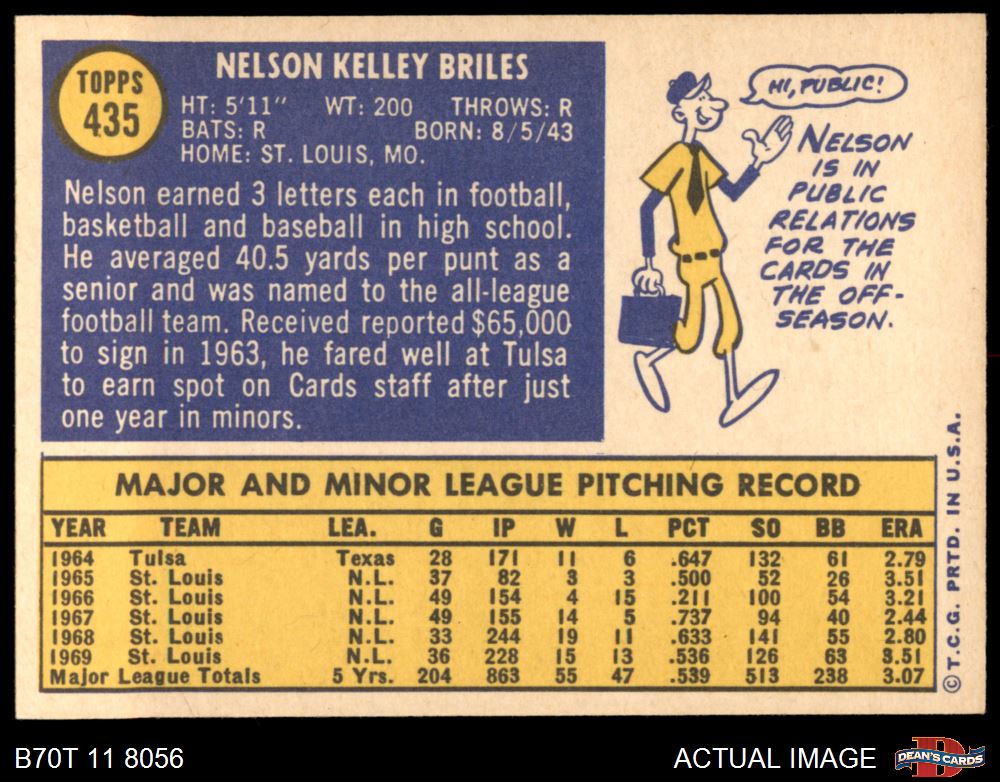 TOPPS
435
NELSON KELLEY BRILES
HT: 5'11" WT: 200 THROWS: R
BATS: R BORN: 8/5/43
HOME: ST. LOUIS, MO.
Nelson earned 3 letters each in football,
basketball and baseball in high school.
He averaged 40.5 yards per punt as a
senior and was named to the all-league
football team. Received reported $65,000
to sign in 1963, he fared well at Tulsa
to earn spot on Cards staff after just
one year in minors.
HI, PUBLIC!
NELSON
IS IN
PUBLIC
RELATIONS
FOR THE
CARDS IN
THE OFF-
SEASON.
MAJOR AND MINOR LEAGUE PITCHING RECORD
YEAR TEAM LEA. G IP W L PCT SO BB ERA
1964 Tulsa Texas 28 171 11 6 .647 132 61 2.79
1965 St. Louis N.L. 37 82 3 3 .500 52 26 3.51
1966 St. Louis N.L. 49 154 4 15 .211 100 54 3.21
1967 St. Louis N.L. 49 155 14 5 .737 94 40 2.44
1968 St. Louis N.L. 33 244 19 11 .633 141 55 2.80
1969 St. Louis N.L. 36 228 15 13 .536 126 63 3.51
Major League Totals 5 Yrs. 204 863 55 47 .539 513 238 3.07
© T.C.G. PRTD. IN U.S.A.
B70T 11 8056
ACTUAL IMAGE
D
DEAN'S CARDS